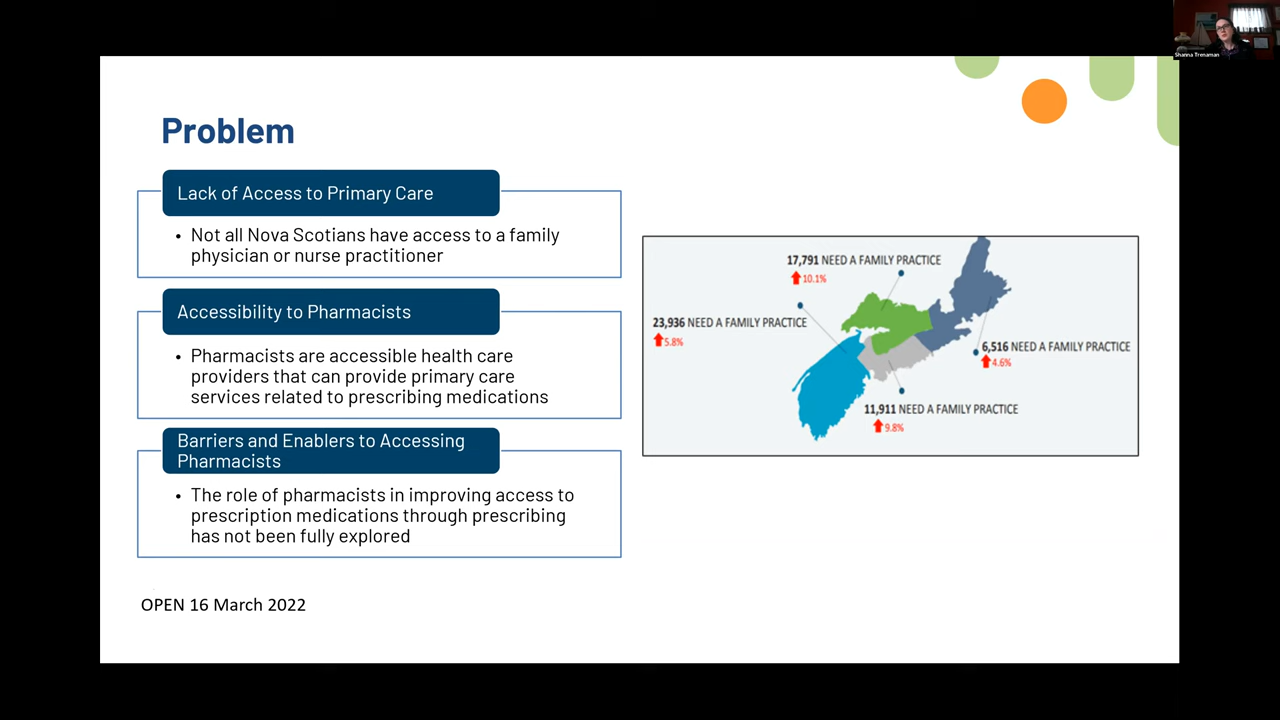 Shanna Trenaman
Problem
Lack of Access to Primary Care
• Not all Nova Scotians have access to a family
physician or nurse practitioner
Accessibility to Pharmacists
• Pharmacists are accessible health care
providers that can provide primary care
services related to prescribing medications
Barriers and Enablers to Accessing
Pharmacists
• The role of pharmacists in improving access to
prescription medications through prescribing
has not been fully explored
17,791 NEED A FAMILY PRACTICE
10.1%
23,936 NEED A FAMILY PRACTICE
5.8%
6,516 NEED A FAMILY PRACTICE
4.6%
11,911 NEED A FAMILY PRACTICE
9.8%
OPEN 16 March 2022